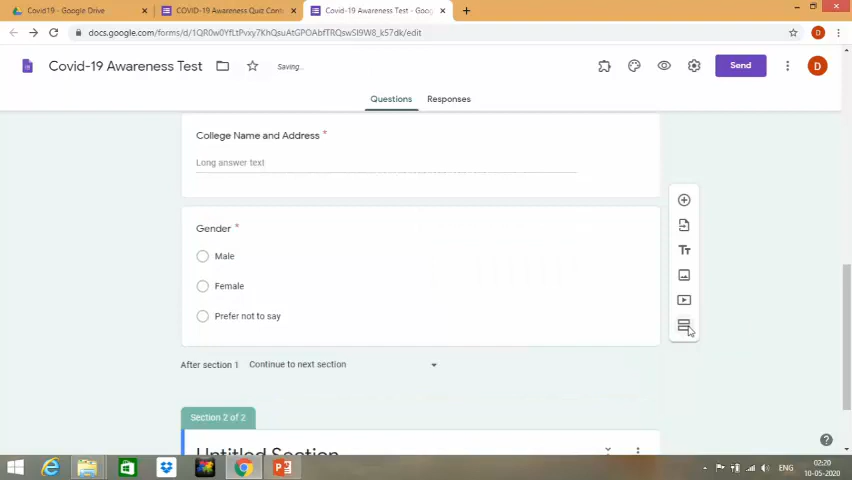 Covid19 - Google Drive
COVID-19 Awareness Quiz Cont
Covid-19 Awareness Test - Goog
docs.google.com/forms/d/1QR0w0YfLtPvxy7KhQsuAtGPOAbfTRQswSI9W8_k57dk/edit
D
Covid-19 Awareness Test
Saving...
Send
D
Questions
Responses
College Name and Address *
Long answer text
Gender *
Male
Female
Prefer not to say
After section 1
Continue to next section
Section 2 of 2
Untitled Section
ENG
02:20
10-05-2020